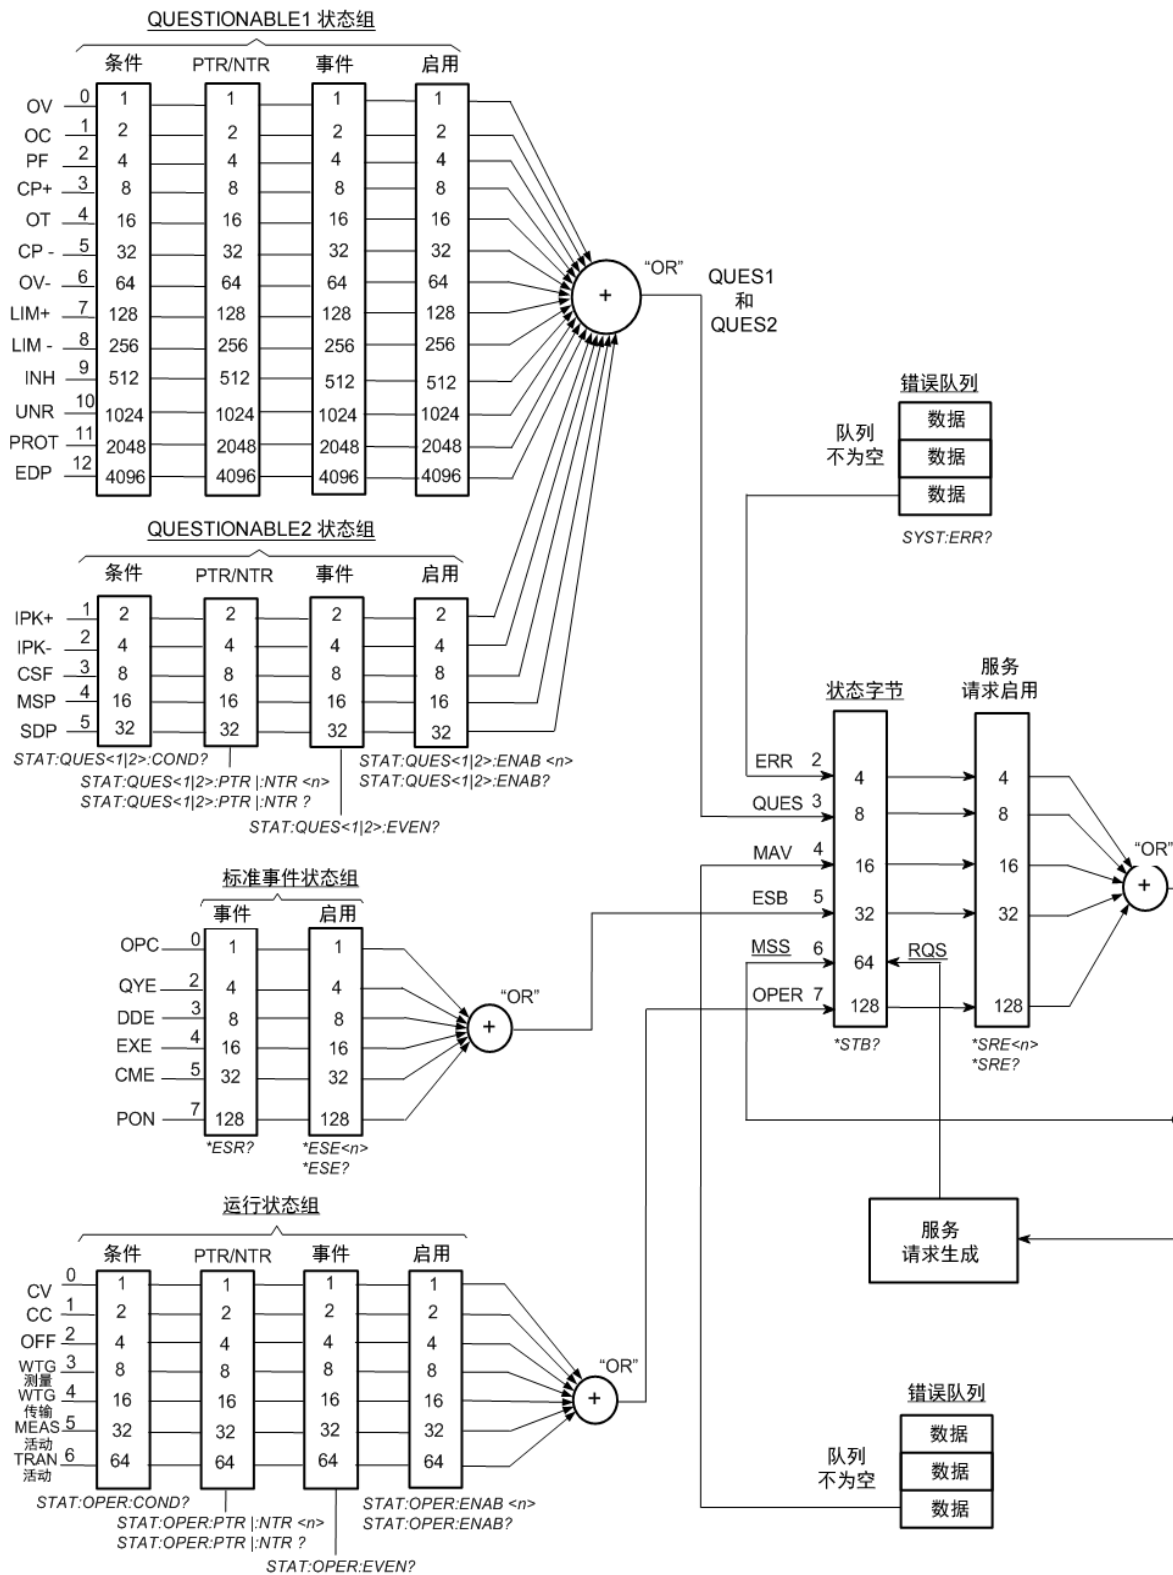 QUESTIONABLE1 状态组
条件 PTR/NTR 事件 启用
OV 0 1 1 1 1
OC 1 2 2 2 2
PF 2 4 4 4 4
CP+ 3 8 8 8 8
OT 4 16 16 16 16
CP - 5 32 32 32 32
OV- 6 64 64 64 64
LIM+ 7 128 128 128 128
LIM - 8 256 256 256 256
INH 9 512 512 512 512
UNR 10 1024 1024 1024 1024
PROT 11 2048 2048 2048 2048
EDP 12 4096 4096 4096 4096
+
“OR”
QUES1
和
QUES2
QUESTIONABLE2 状态组
条件 PTR/NTR 事件 启用
IPK+ 1 2 2 2 2
IPK- 2 4 4 4 4
CSF 3 8 8 8 8
MSP 4 16 16 16 16
SDP 5 32 32 32 32
STAT:QUES<1|2>:COND?
STAT:QUES<1|2>:PTR |:NTR <n>
STAT:QUES<1|2>:PTR |:NTR ?
STAT:QUES<1|2>:EVEN?
STAT:QUES<1|2>:ENAB <n>
STAT:QUES<1|2>:ENAB?
错误队列
队列
不为空
数据
数据
数据
SYST:ERR?
标准事件状态组
事件 启用
OPC 0 1 1
QYE 2 4 4
DDE 3 8 8
EXE 4 16 16
CME 5 32 32
PON 7 128 128
*ESR?
*ESE<n>
*ESE?
+
“OR”
状态字节
服务
请求启用
ERR 2 4 4
QUES 3 8 8
MAV 4 16 16
ESB 5 32 32
MSS 6 64 RQS
OPER 7 128 128
*STB?
*SRE<n>
*SRE?
“OR”
+
服务
请求生成
运行状态组
条件 PTR/NTR 事件 启用
CV 0 1 1 1 1
CC 1 2 2 2 2
OFF 2 4 4 4 4
WTG 3 8 8 8 8
测量
WTG 4 16 16 16 16
传输
MEAS 5 32 32 32 32
活动
TRAN 6 64 64 64 64
活动
STAT:OPER:COND?
STAT:OPER:PTR |:NTR <n>
STAT:OPER:PTR |:NTR ?
STAT:OPER:EVEN?
STAT:OPER:ENAB <n>
STAT:OPER:ENAB?
+
“OR”
错误队列
队列
不为空
数据
数据
数据